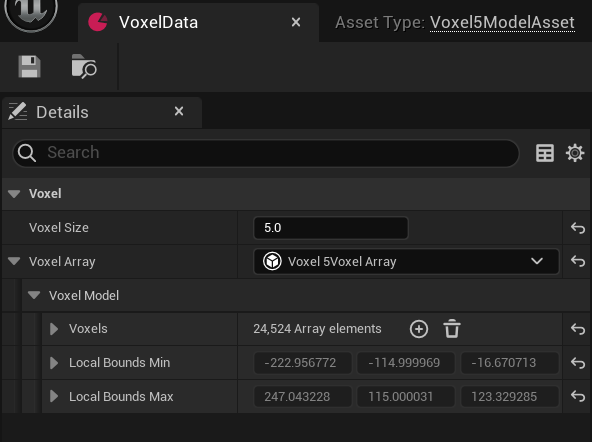 VoxelData
Asset Type: Voxel5ModelAsset
Details
Search
Voxel
Voxel Size 5.0
Voxel Array Voxel 5Voxel Array
Voxel Model
Voxels 24,524 Array elements
Local Bounds Min -222.956772 -114.999969 -16.670713
Local Bounds Max 247.043228 115.000031 123.329285